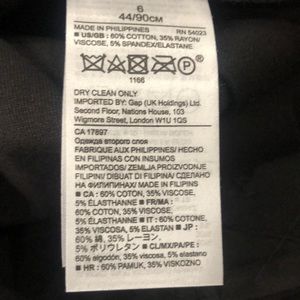 6
44/90CM
MADE IN PHILIPPINES RN 54023
■ US/GB : 60% COTTON, 35% RAYON/
VISCOSE, 5% SPANDEX/ELASTANE
P
1166
DRY CLEAN ONLY
IMPORTED BY: Gap (UK Holdings) Ltd.
Second Floor, Nations House, 103
Wigmore Street, London W1U 1QS
CA 17897
Одежда второго слоя
FABRIQUE AUX PHILIPPINES/ HECHO
EN FILIPINAS CON INSUMOS
IMPORTADOS/ ZEMLJA PROIZVODNJE
FILIPINI/ DIBUAT DI FILIPINA/ СДЕЛАНО
НА ФИЛИПИНАХ/ MADE IN FILIPINAS
■ CA : 60% COTON, 35% VISCOSE,
5% ÉLASTHANNE ■ FR/MA :
60% COTON, 35% VISCOSE,
5% ÉLASTHANNE ■ IT : 60% COTONE,
35% VISCOSA, 5% ELASTAN ■ JP :
60% 綿, 35% レーヨン,
5% ポリウレタン ■ CL/MX/PA/PE :
60% algodón, 35% viscosa, 5% elastano
■ HR : 60% PAMUK, 35% VISKOZNO